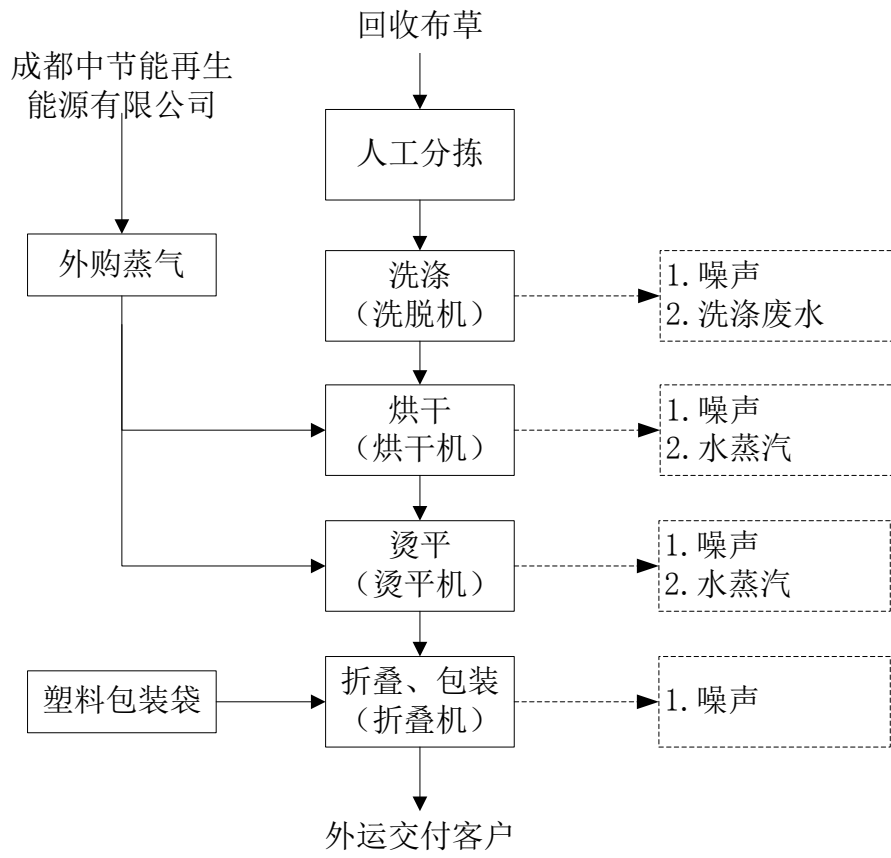 回收布草
成都中节能再生
能源有限公司
人工分拣
外购蒸气
洗涤
（洗脱机）
1.噪声
2.洗涤废水
烘干
（烘干机）
1.噪声
2.水蒸汽
烫平
（烫平机）
1.噪声
2.水蒸汽
塑料包装袋
折叠、包装
（折叠机）
1.噪声
外运交付客户